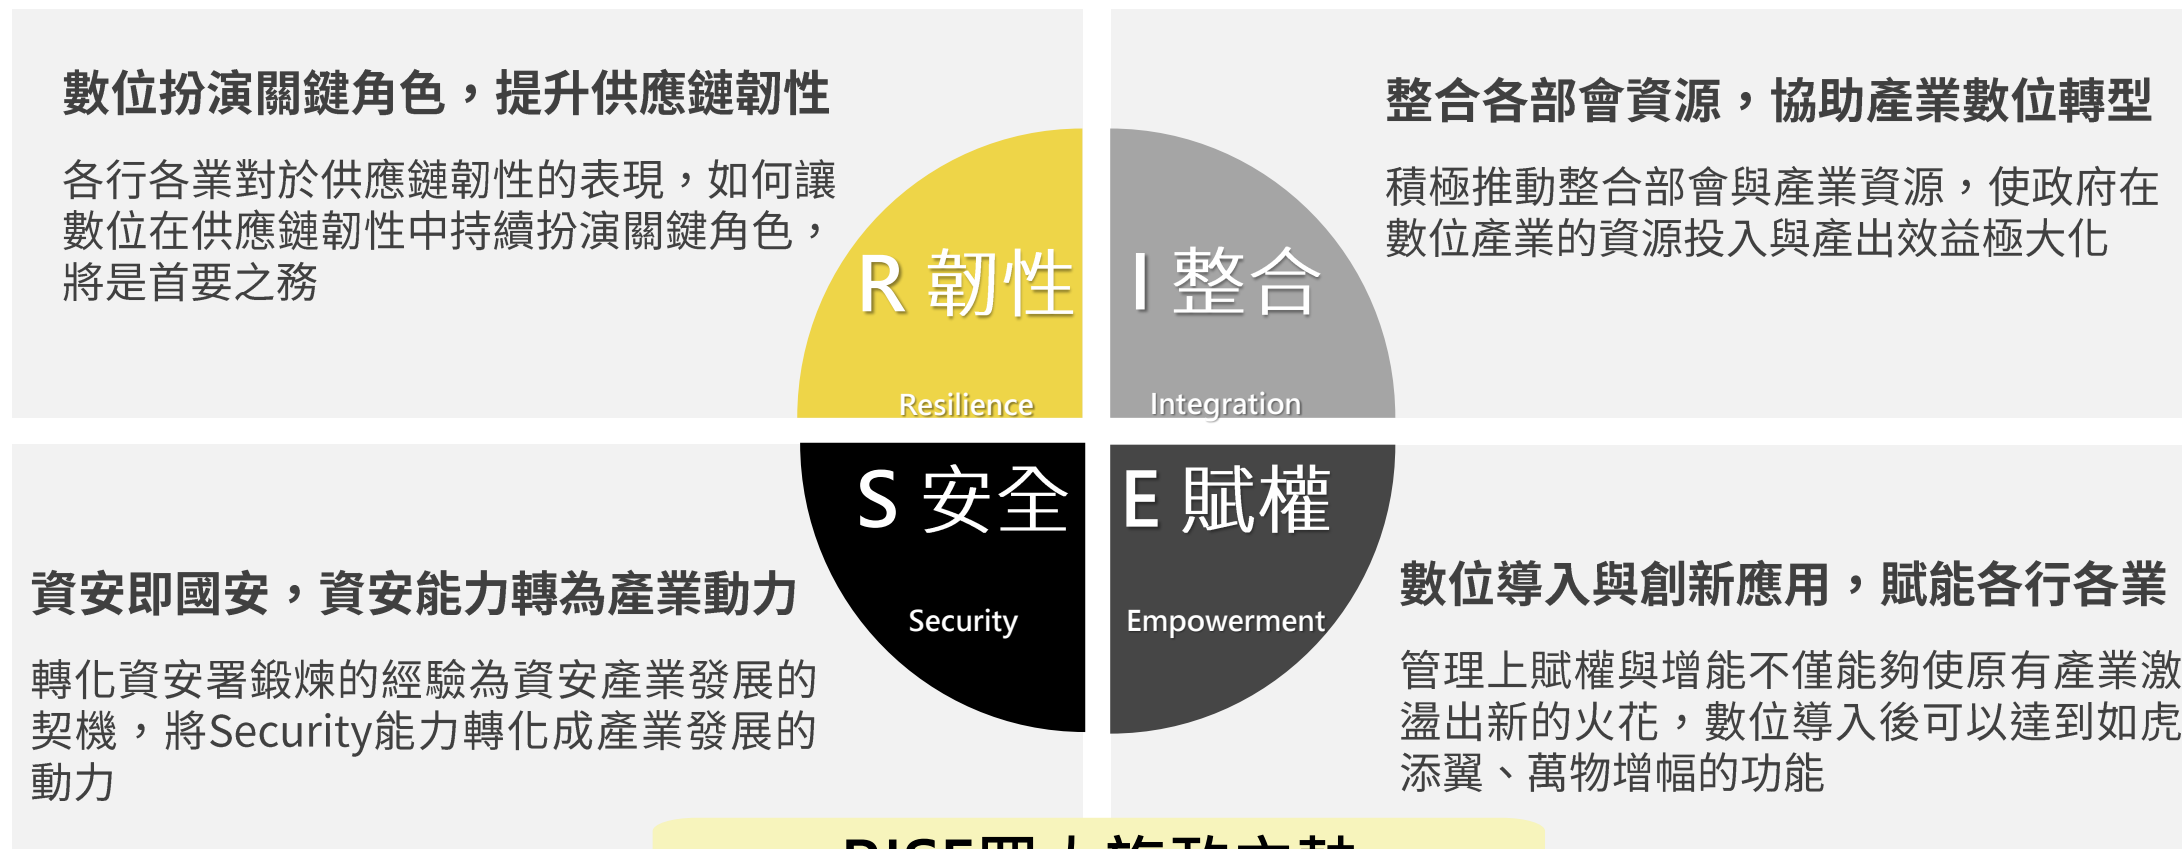 數位扮演關鍵角色，提升供應鏈韌性
各行各業對於供應鏈韌性的表現，如何讓
數位在供應鏈韌性中持續扮演關鍵角色，
將是首要之務
R 韌性
Resilience
整合各部會資源，協助產業數位轉型
積極推動整合部會與產業資源，使政府在
數位產業的資源投入與產出效益極大化
I 整合
Integration
S 安全
Security
資安即國安，資安能力轉為產業動力
轉化資安署鍛煉的經驗為資安產業發展的
契機，將Security能力轉化成產業發展的
動力
E 賦權
Empowerment
數位導入與創新應用，賦能各行各業
管理上賦權與增能不僅能夠使原有產業激
盪出新的火花，數位導入後可以達到如虎
添翼、萬物增幅的功能